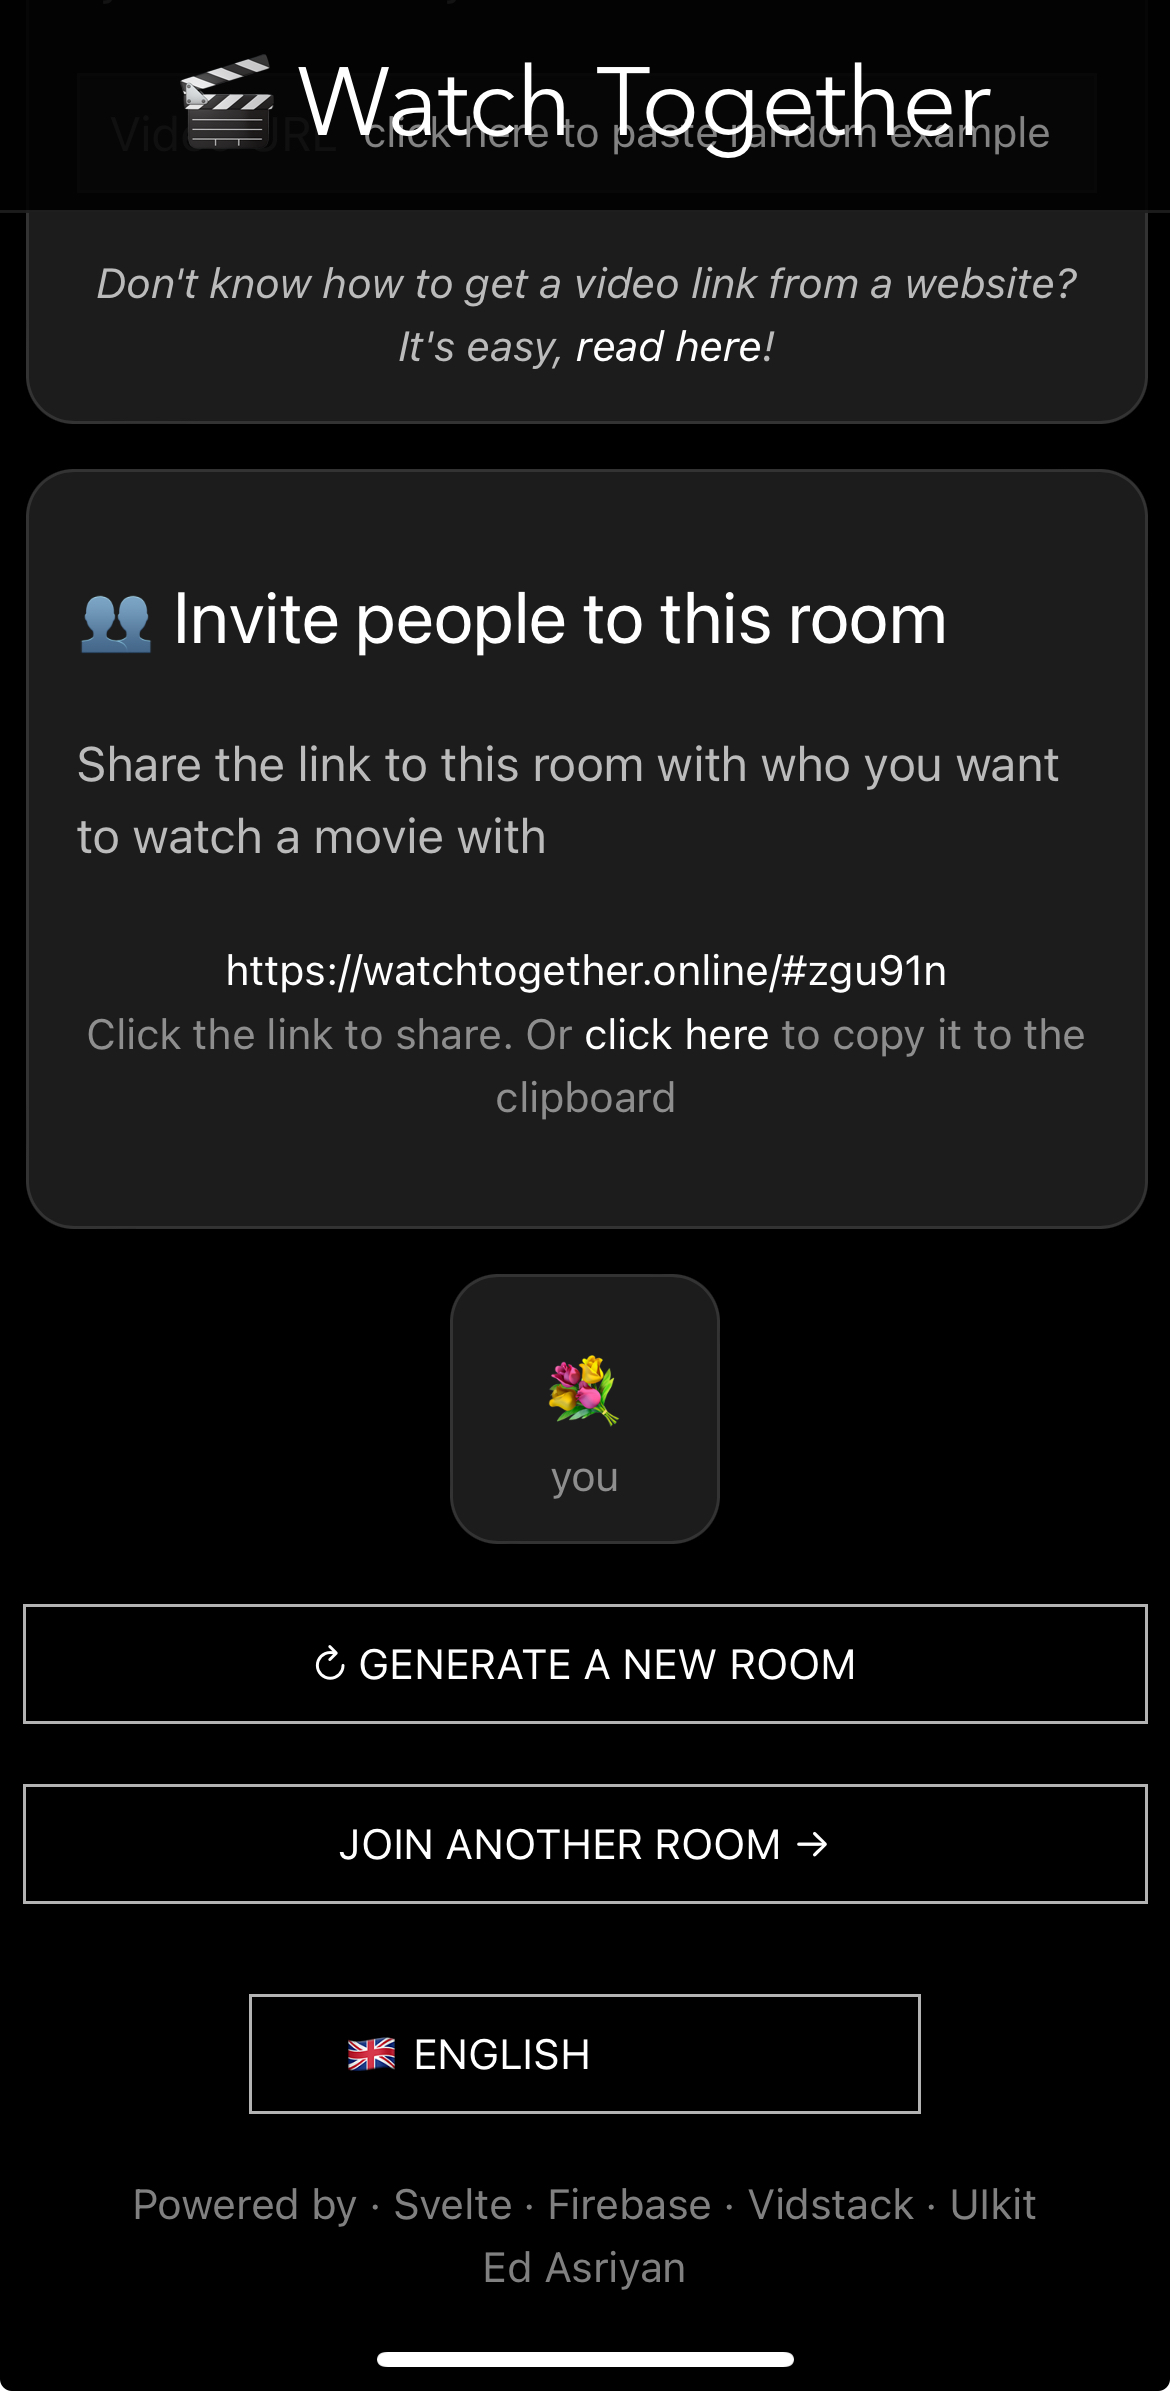 Watch Together
Video URL click here to paste random example
Don't know how to get a video link from a website?
It's easy, read here!
Invite people to this room
Share the link to this room with who you want
to watch a movie with
https://watchtogether.online/#zgu91n
Click the link to share. Or click here to copy it to the
clipboard
you
↻ GENERATE A NEW ROOM
JOIN ANOTHER ROOM →
ENGLISH
Powered by · Svelte · Firebase · Vidstack · UIkit
Ed Asriyan